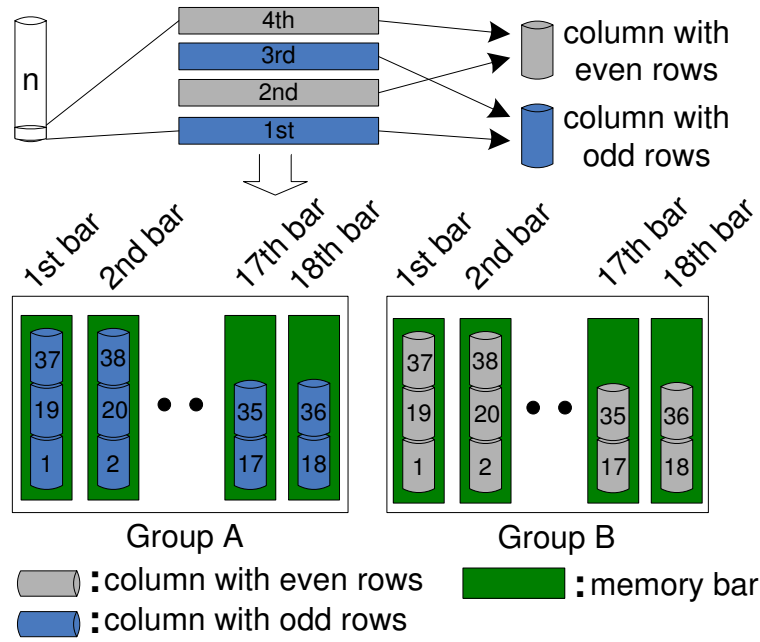 n
4th
3rd
2nd
1st
column with
even rows
column with
odd rows
1st bar
2nd bar
17th bar
18th bar
1st bar
2nd bar
17th bar
18th bar
37 38
19 20 35 36
1 2 17 18
37 38
19 20 35 36
1 2 17 18
Group A
Group B
: column with even rows
: memory bar
: column with odd rows